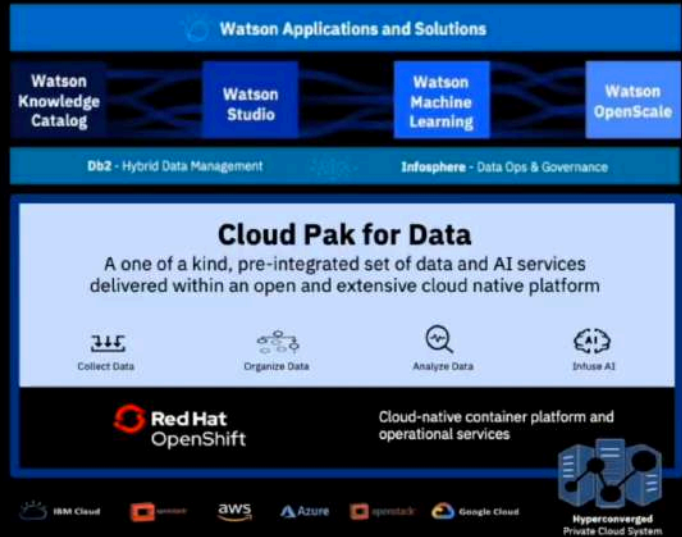 Watson Applications and Solutions
Watson
Knowledge
Catalog
Watson
Studio
Watson
Machine
Learning
Watson
OpenScale
Db2 - Hybrid Data Management
Infosphere - Data Ops & Governance
Cloud Pak for Data
A one of a kind, pre-integrated set of data and AI services
delivered within an open and extensive cloud native platform
Collect Data
Organize Data
Analyze Data
AI
Infuse AI
Red Hat
OpenShift
Cloud-native container platform and
operational services
IBM Cloud
aws
Azure
openstack
Google Cloud
Hyperconverged
Private Cloud System